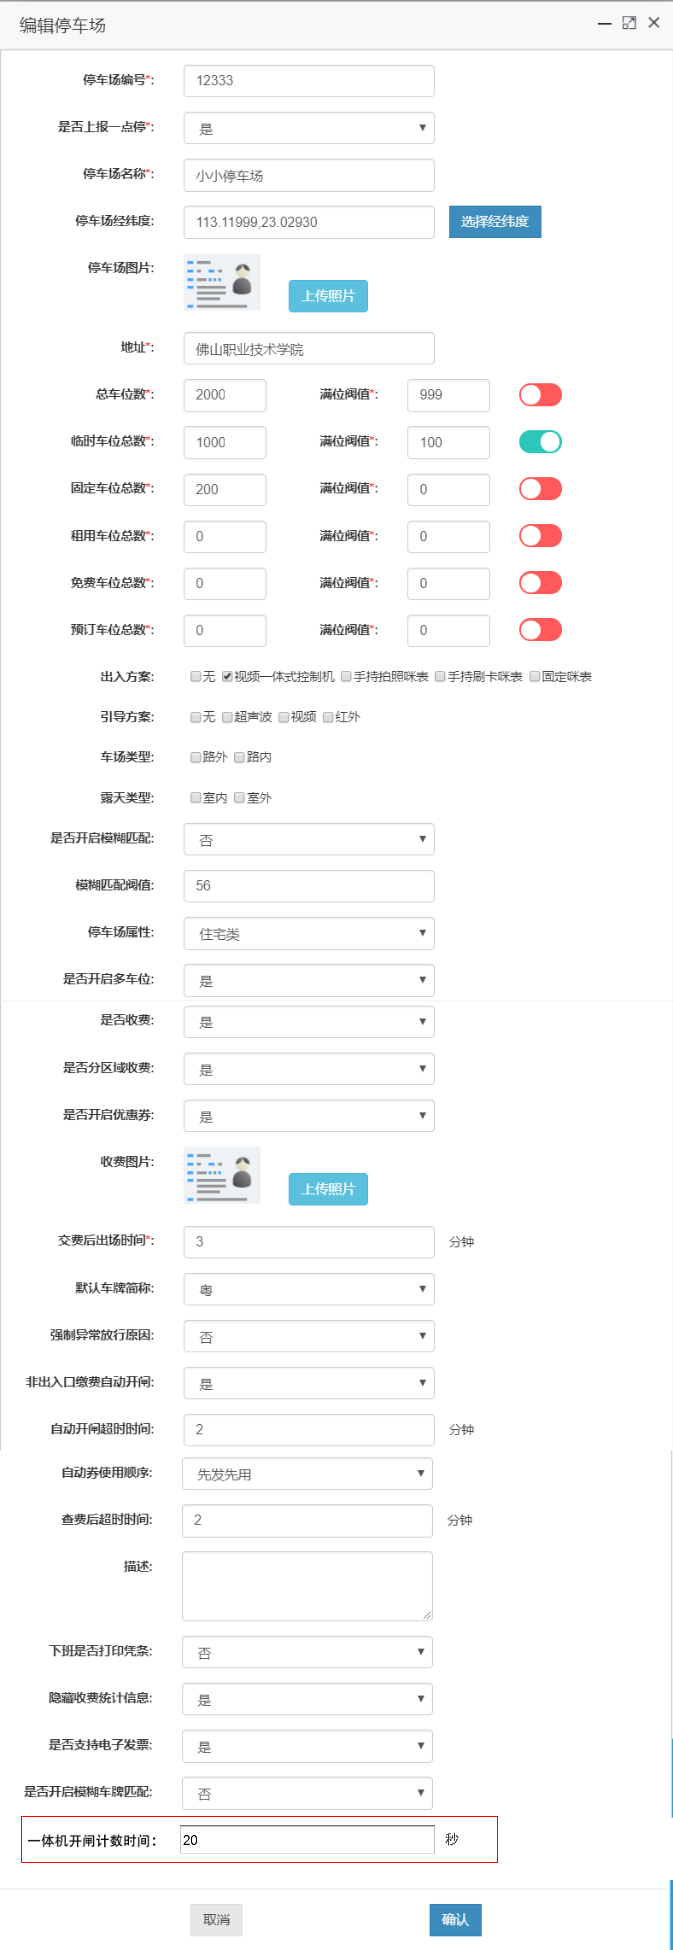 编辑停车场
停车场编号*: 12333
是否上报一点停*: 是
停车场名称*: 小小停车场
停车场经纬度: 113.11999,23.02930 选择经纬度
停车场图片: 上传照片
地址*: 佛山职业技术学院
总车位数*: 2000 满位阀值*: 999
临时车位总数*: 1000 满位阀值*: 100
固定车位总数*: 200 满位阀值*: 0
租用车位总数*: 0 满位阀值*: 0
免费车位总数*: 0 满位阀值*: 0
预订车位总数*: 0 满位阀值*: 0
出入方案: 无 视频一体式控制机 手持拍照咪表 手持刷卡咪表 固定咪表
引导方案: 无 超声波 视频 红外
车场类型: 路外 路内
露天类型: 室内 室外
是否开启模糊匹配: 否
模糊匹配阀值: 56
停车场属性: 住宅类
是否开启多车位: 是
是否收费: 是
是否分区域收费: 是
是否开启优惠券: 是
收费图片: 上传照片
交费后出场时间*: 3 分钟
默认车牌简称: 粤
强制异常放行原因: 否
非出入口缴费自动开闸: 是
自动开闸超时时间: 2 分钟
自动券使用顺序: 先发先用
查费后超时时间: 2 分钟
描述:
下班是否打印凭条: 否
隐藏收费统计信息: 是
是否支持电子发票: 是
是否开启模糊车牌匹配: 否
一体机开闸计数时间: 20 秒
取消 确认